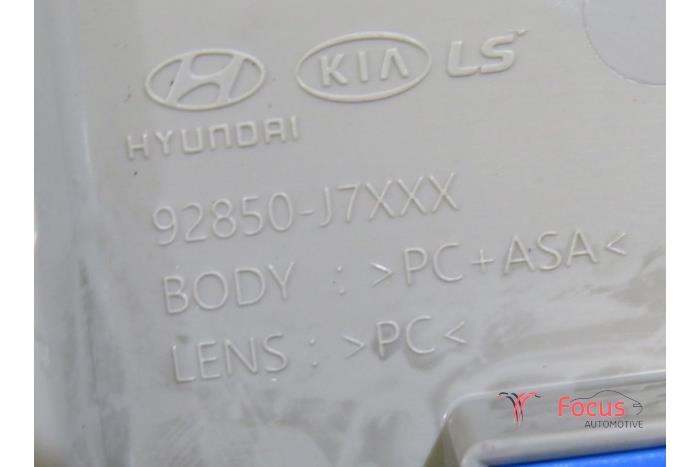 KIA LS
HYUNDAI
92850-J7XXX
BODY : >PC+ASA<
LENS : >PC<
Focus
AUTOMOTIVE